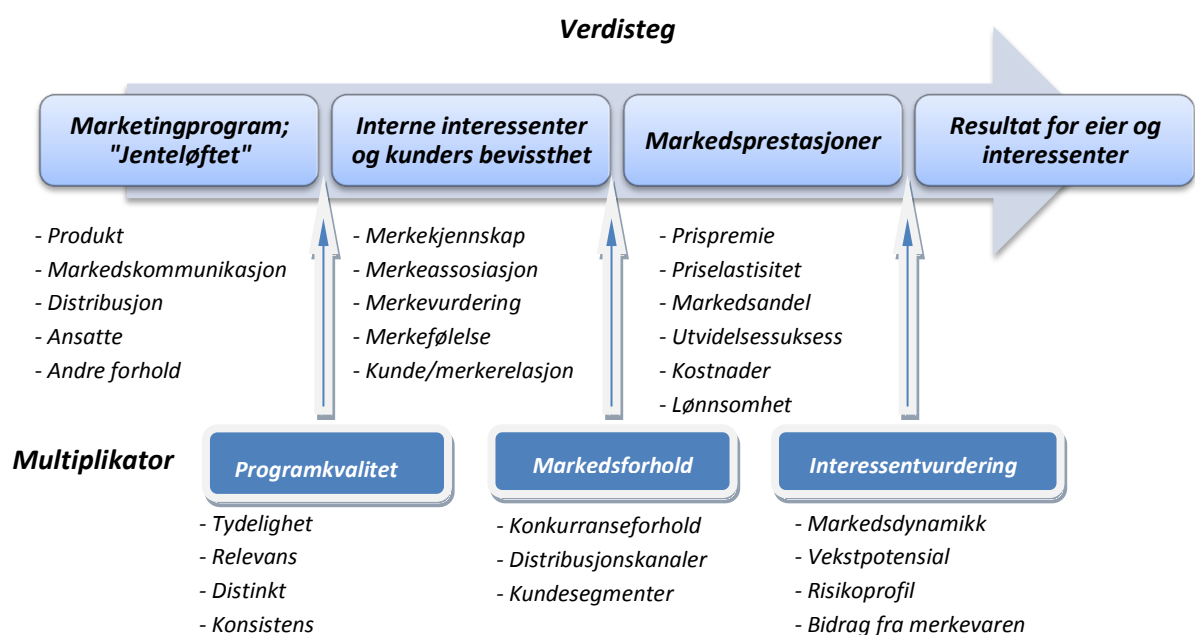 Verdisteg
Marketingprogram;
"Jenteløftet"
Interne interessenter
og kunders bevissthet
Markedsprestasjoner
Resultat for eier og
interessenter
- Produkt
- Markedskommunikasjon
- Distribusjon
- Ansatte
- Andre forhold
- Merkekjennskap
- Merkeassosiasjon
- Merkevurdering
- Merkefølelse
- Kunde/merkerelasjon
- Prispremie
- Priselastisitet
- Markedsandel
- Utvidelsessuksess
- Kostnader
- Lønnsomhet
Multiplikator
Programkvalitet
Markedsforhold
Interessentvurdering
- Tydelighet
- Relevans
- Distinkt
- Konsistens
- Konkurranseforhold
- Distribusjonskanaler
- Kundesegmenter
- Markedsdynamikk
- Vekstpotensial
- Risikoprofil
- Bidrag fra merkevaren